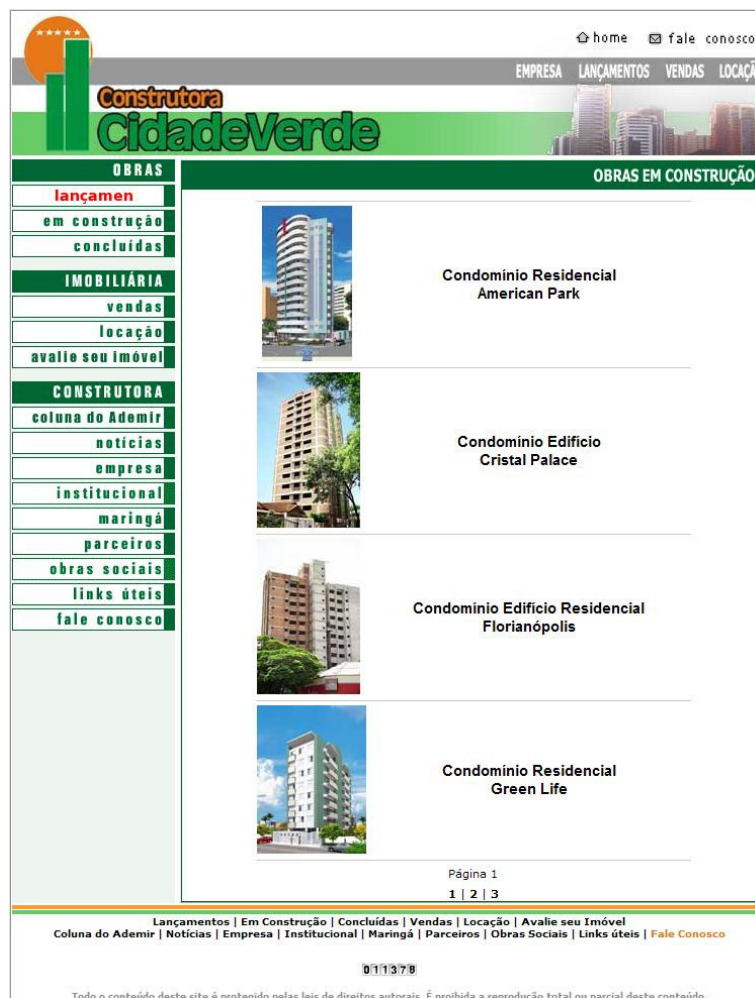 home fale conosco
EMPRESA LANÇAMENTOS VENDAS LOCAÇÃ
Construtora
CidadeVerde
OBRAS
lançamen
em construção
concluídas
IMOBILIÁRIA
vendas
locação
avalie seu imóvel
CONSTRUTORA
coluna do Ademir
notícias
empresa
institucional
maringá
parceiros
obras sociais
links úteis
fale conosco
OBRAS EM CONSTRUÇÃO
Condomínio Residencial
American Park
Condomínio Edificio
Cristal Palace
Condomínio Edifício Residencial
Florianópolis
Condomínio Residencial
Green Life
Página 1
1 | 2 | 3
Lançamentos | Em Construção | Concluídas | Vendas | Locação | Avalie seu Imóvel
Coluna do Ademir | Notícias | Empresa | Institucional | Maringá | Parceiros | Obras Sociais | Links úteis | Fale Conosco
011378
Todo o conteúdo deste site é protegido pelas leis de direitos autorais. É proibida a reprodução total ou parcial deste conteúdo